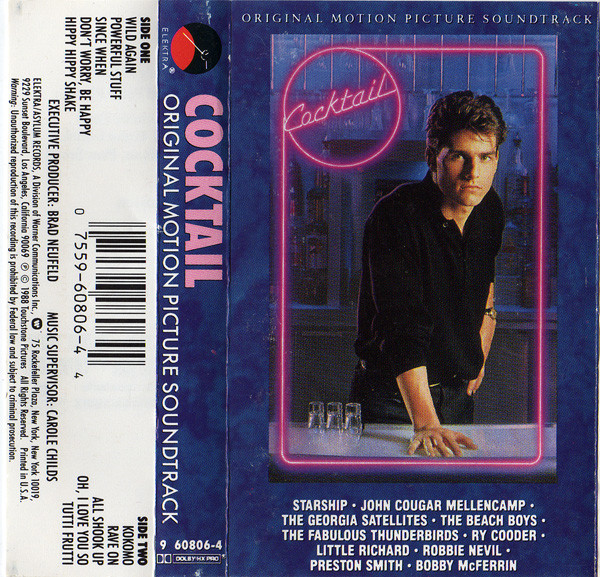 SIDE ONE
WILD AGAIN
POWERFUL STUFF
SINCE WHEN
DON'T WORRY, BE HAPPY
HIPPY HIPPY SHAKE
SIDE TWO
KOKOMO
RAVE ON
ALL SHOOK UP
OH, I LOVE YOU SO
TUTTI FRUTTI
0 7559-60806-4 4
EXECUTIVE PRODUCER: BRAD NEUFELD MUSIC SUPERVISOR: CAROLE CHILDS
ELEKTRA/ASYLUM RECORDS, A Division of Warner Communications Inc., 75 Rockefeller Plaza, New York, New York 10019,
9229 Sunset Boulevard, Los Angeles, California 90069 ℗ © 1988 Touchstone Pictures All Rights Reserved. Printed in U.S.A.
Warning: Unauthorized reproduction of this recording is prohibited by Federal law and subject to criminal prosecution.
ELEKTRA®
COCKTAIL
ORIGINAL MOTION PICTURE SOUNDTRACK
9 60806-4
DOLBY HX PRO
ORIGINAL MOTION PICTURE SOUNDTRACK
Cocktail
STARSHIP · JOHN COUGAR MELLENCAMP ·
THE GEORGIA SATELLITES · THE BEACH BOYS ·
THE FABULOUS THUNDERBIRDS · RY COODER ·
LITTLE RICHARD · ROBBIE NEVIL ·
PRESTON SMITH · BOBBY McFERRIN